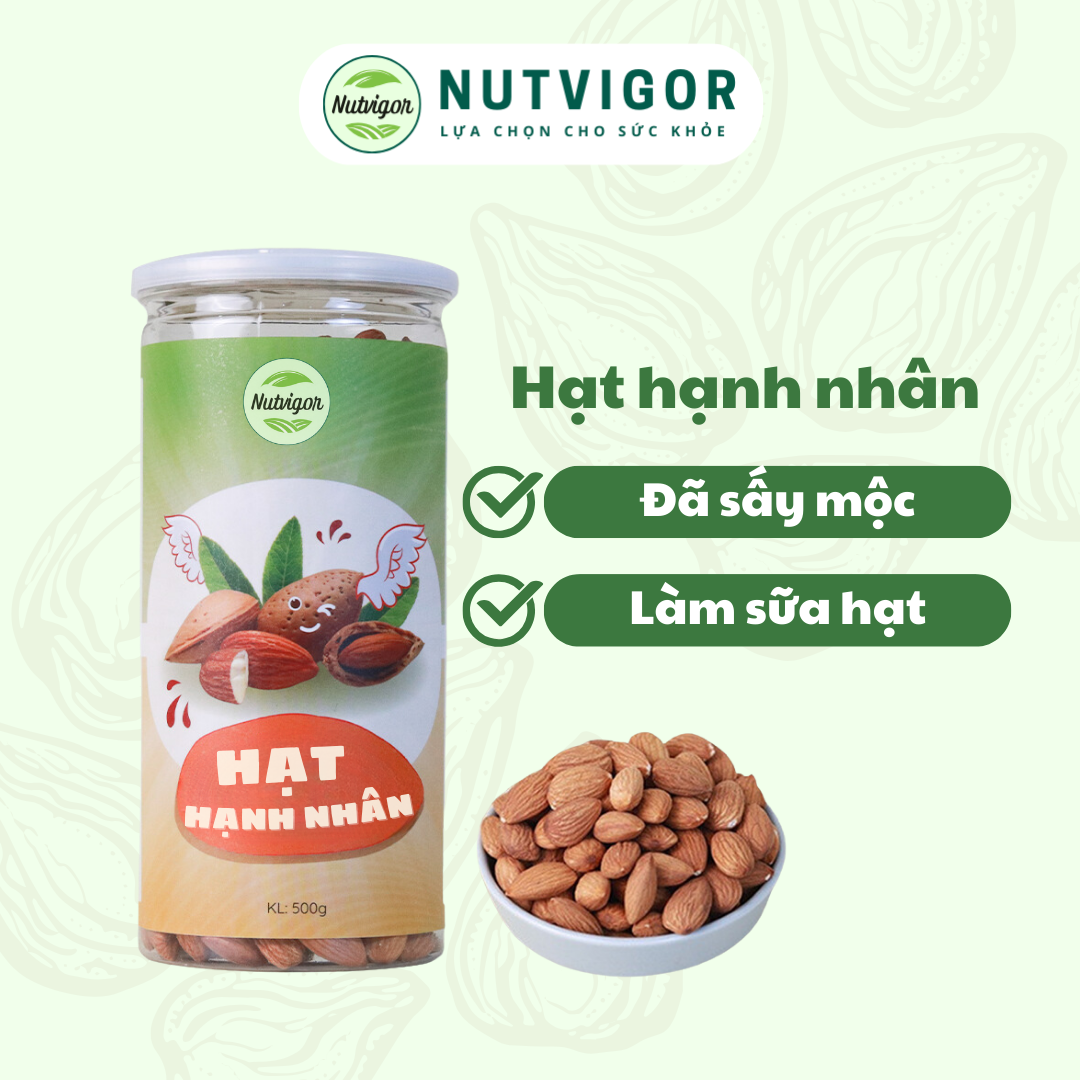 Nutvigor
NUTVIGOR
LỰA CHỌN CHO SỨC KHỎE
Nutvigor
HẠT
HẠNH NHÂN
KL: 500g
Hạt hạnh nhân
Đã sấy mộc
Làm sữa hạt